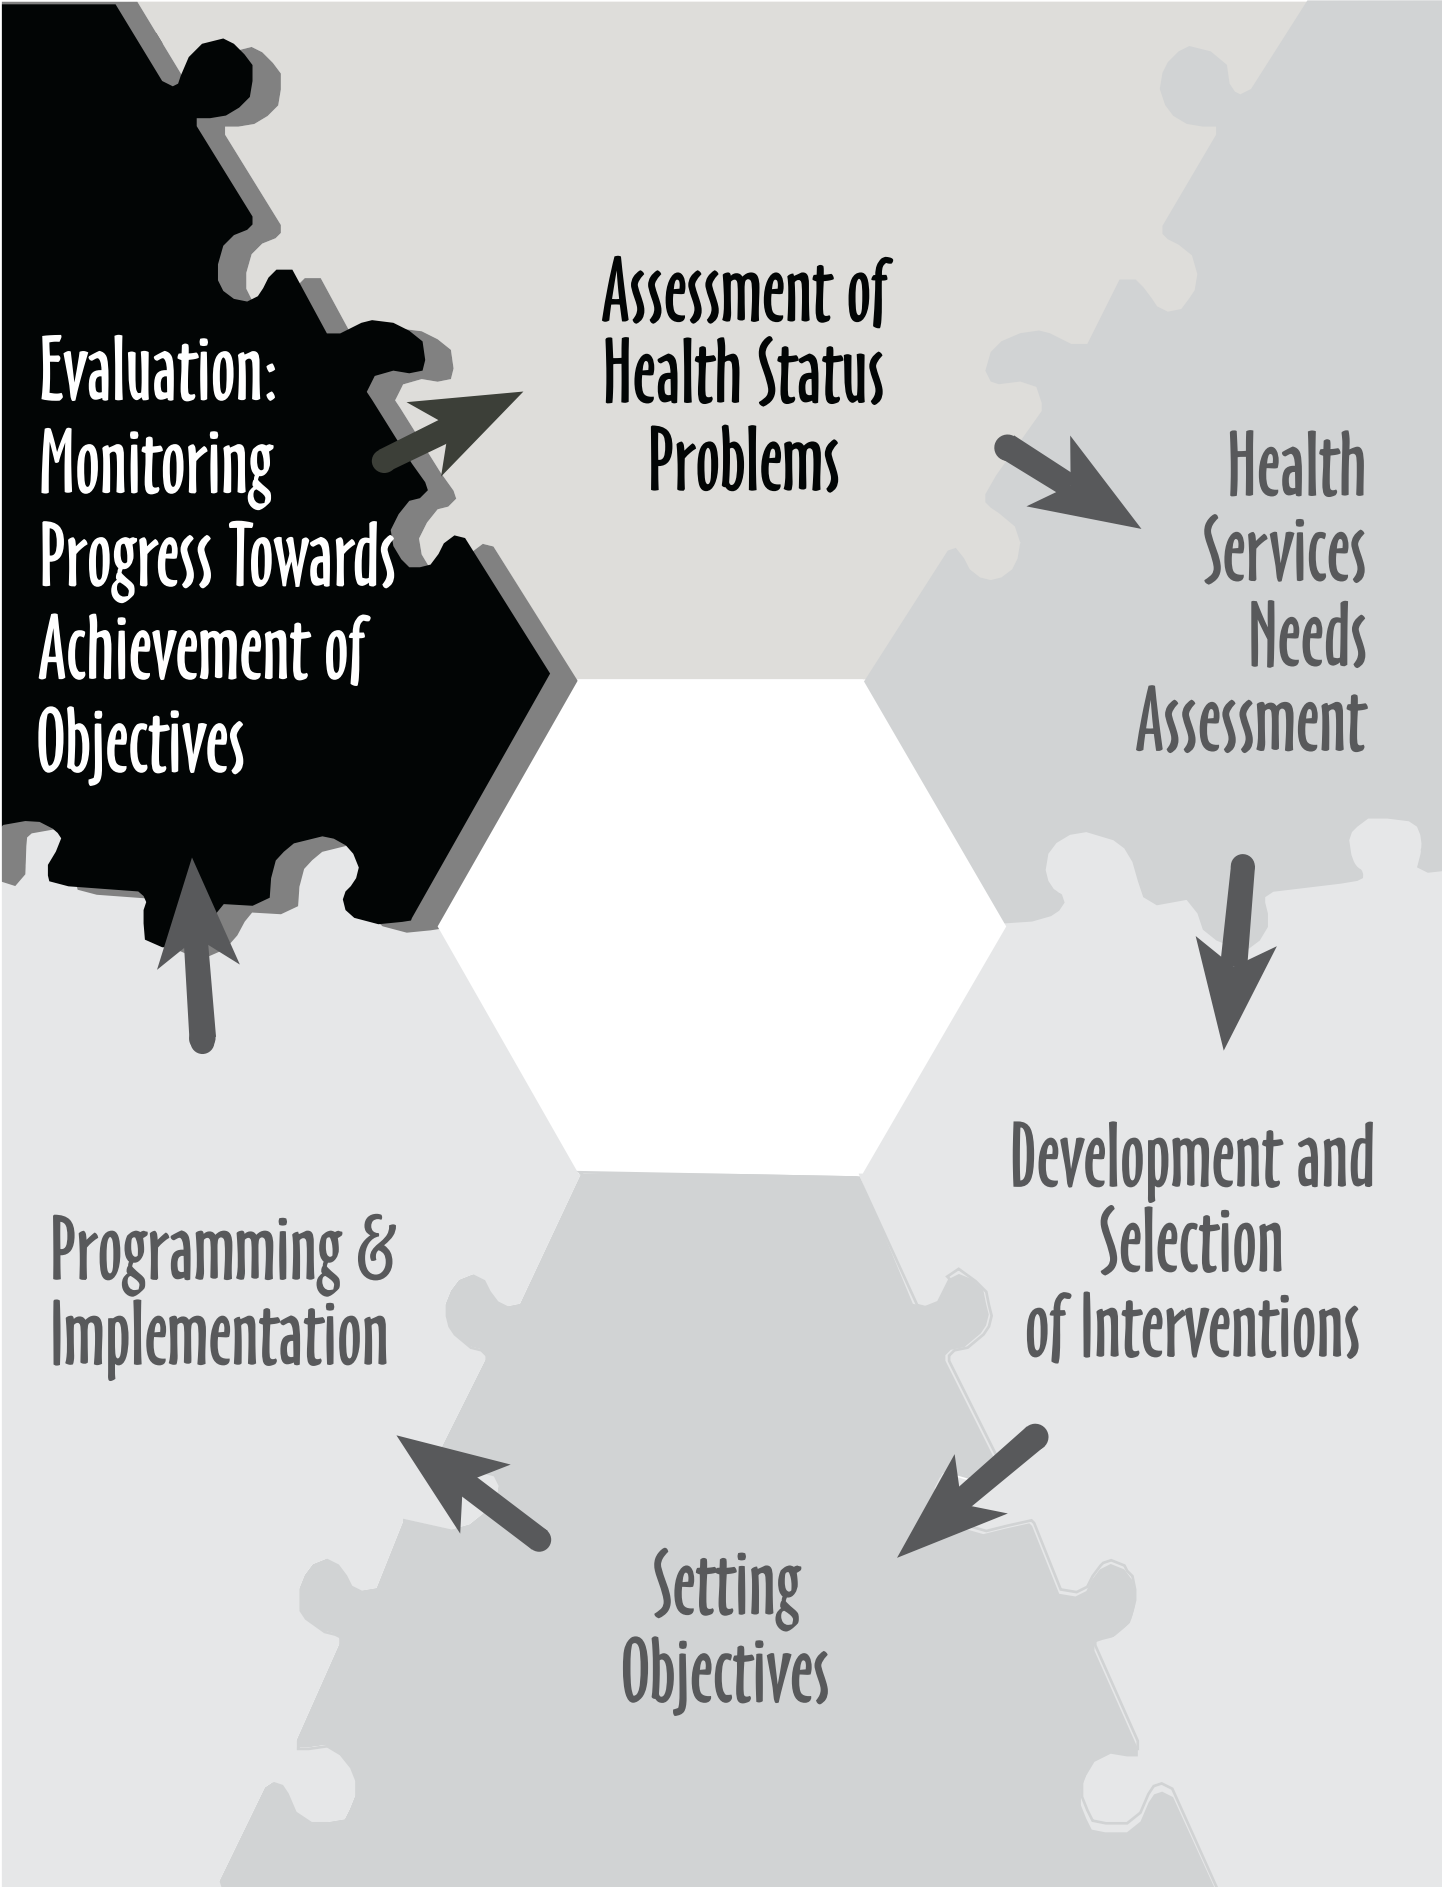 Assessment of
Health Status
Problems
Health
Services
Needs
Assessment
Development and
Selection
of Interventions
Setting
Objectives
Programming &
Implementation
Evaluation:
Monitoring
Progress Towards
Achievement of
Objectives